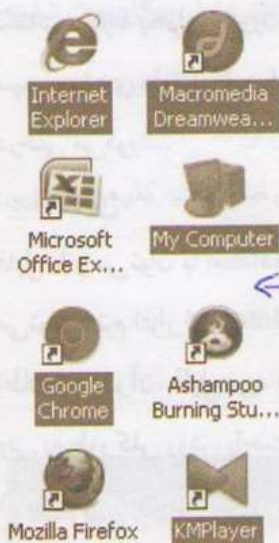 Internet
Explorer
Macromedia
Dreamwea...
Microsoft
Office Ex...
My Computer
Google
Chrome
Ashampoo
Burning Stu...
Mozilla Firefox
KMPlayer